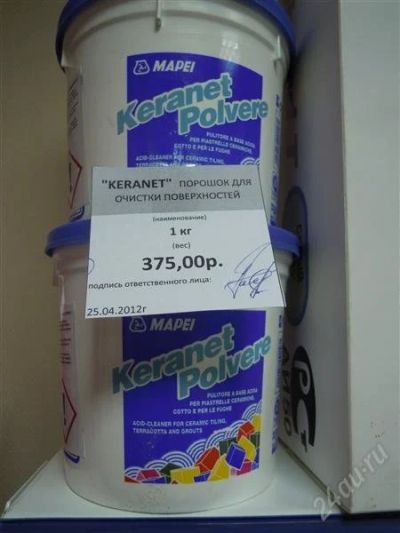 MAPEI
Keranet
Polvere
PULITORE A BASE ACIDA
PER PIASTRELLE CERAMICHE,
COTTO E PER LE FUGHE
ACID-CLEANER FOR CERAMIC TILING,
TERRACOTTA AND GROUTS
"KERANET" ПОРОШОК ДЛЯ
ОЧИСТКИ ПОВЕРХНОСТЕЙ
(наименование)
1 кг
(вес)
375,00р.
подпись ответственного лица:
25.04.2012г
MAPEI
Keranet
Polvere
PULITORE A BASE ACIDA
PER PIASTRELLE CERAMICHE,
COTTO E PER LE FUGHE
ACID-CLEANER FOR CERAMIC TILING,
TERRACOTTA AND GROUTS
24au.ru